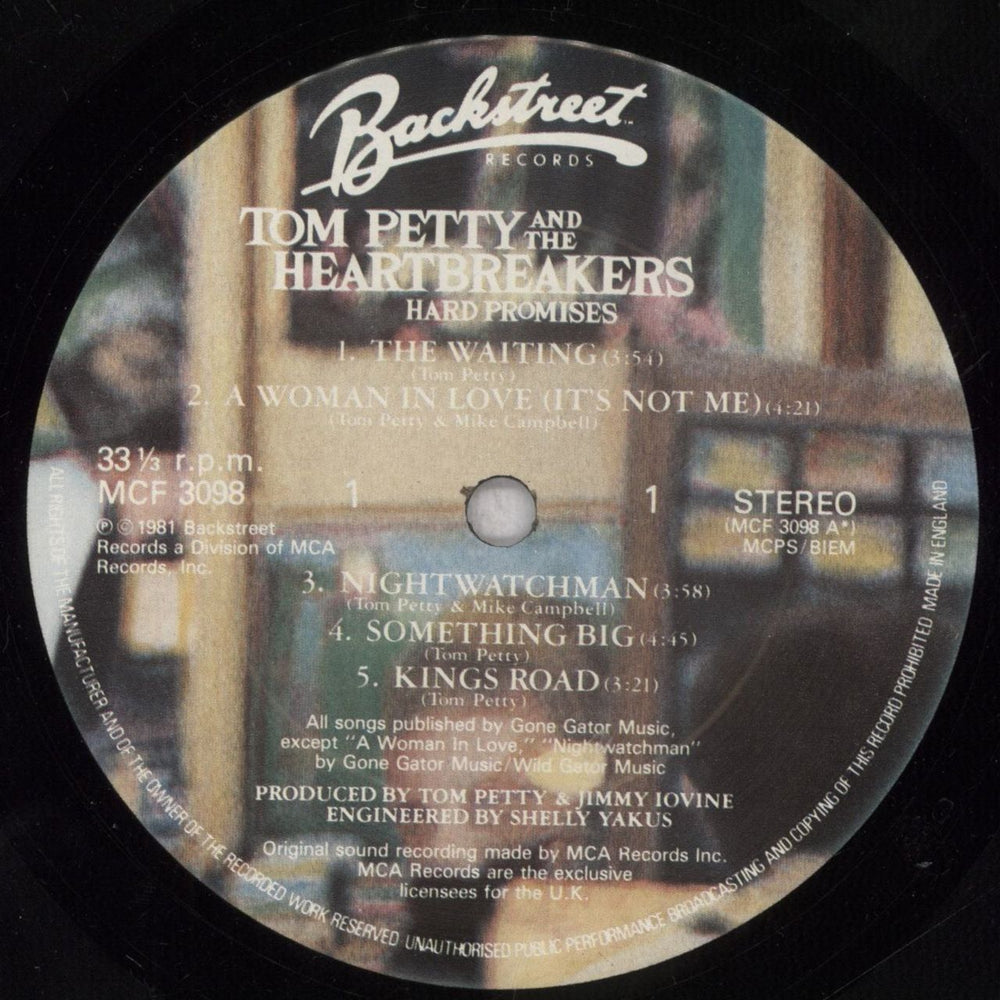 Backstreet™
RECORDS
TOM PETTY AND THE
HEARTBREAKERS
HARD PROMISES
1. THE WAITING (3:54)
(Tom Petty)
2. A WOMAN IN LOVE (IT'S NOT ME) (4:21)
(Tom Petty & Mike Campbell)
33 ⅓ r.p.m.
MCF 3098
1
1
STEREO
(MCF 3098 A*)
MCPS/BIEM
℗ © 1981 Backstreet
Records a Division of MCA
Records, Inc.
3. NIGHTWATCHMAN (3:58)
(Tom Petty & Mike Campbell)
4. SOMETHING BIG (4:45)
(Tom Petty)
5. KINGS ROAD (3:21)
(Tom Petty)
All songs published by Gone Gator Music,
except "A Woman In Love," "Nightwatchman"
by Gone Gator Music/Wild Gator Music
PRODUCED BY TOM PETTY & JIMMY IOVINE
ENGINEERED BY SHELLY YAKUS
Original sound recording made by MCA Records Inc.
MCA Records are the exclusive
licensees for the U.K.
ALL RIGHTS OF THE MANUFACTURER AND OF THE OWNER OF THE RECORDED WORK RESERVED UNAUTHORISED PUBLIC PERFORMANCE BROADCASTING AND COPYING OF THIS RECORD PROHIBITED MADE IN ENGLAND